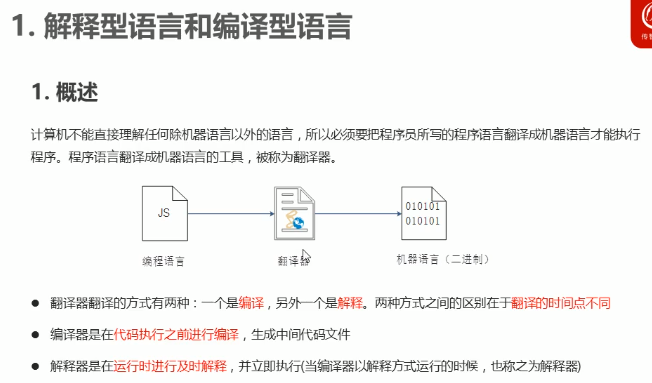 1. 解释型语言和编译型语言
1. 概述
计算机不能直接理解任何除机器语言以外的语言，所以必须要把程序员所写的程序语言翻译成机器语言才能执行
程序。程序语言翻译成机器语言的工具，被称为翻译器。
JS
010101
010101
编程语言
翻译器
机器语言（二进制）
● 翻译器翻译的方式有两种：一个是编译，另外一个是解释。两种方式之间的区别在于翻译的时间点不同
● 编译器是在代码执行之前进行编译，生成中间代码文件
● 解释器是在运行时进行及时解释，并立即执行(当编译器以解释方式运行的时候，也称之为解释器)